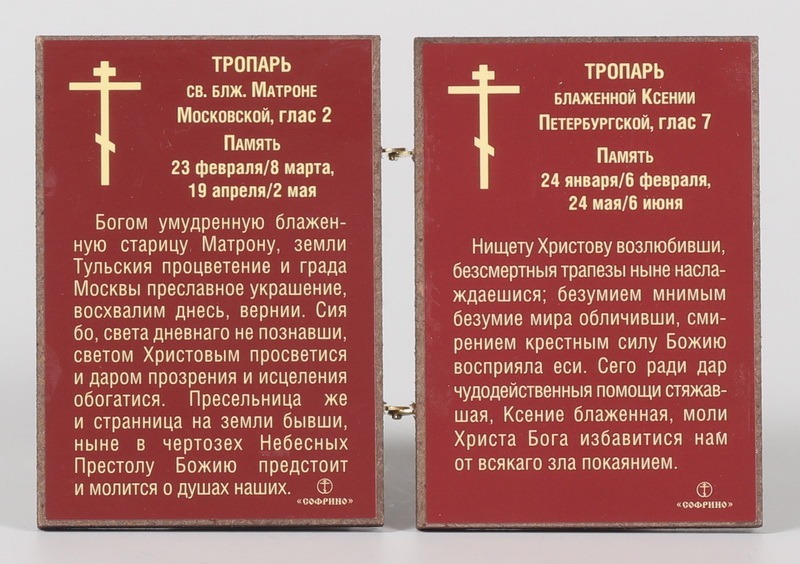 ТРОПАРЬ
СВ. БЛЖ. МАТРОНЕ
МОСКОВСКОЙ, ГЛАС 2
ПАМЯТЬ
23 февраля/8 марта,
19 апреля/2 мая
Богом умудренную блажен-
ную старицу Матрону, земли
Тульския процветение и града
Москвы преславное украшение,
восхвалим днесь, вернии. Сия
бо, света дневнаго не познавши,
светом Христовым просветися
и даром прозрения и исцеления
обогатися. Пресельница же
и странница на земли бывши,
ныне в чертозех Небесных
Престолу Божию предстоит
и молится о душах наших.
«СОФРИНО»
ТРОПАРЬ
БЛАЖЕННОЙ КСЕНИИ
ПЕТЕРБУРГСКОЙ, ГЛАС 7
ПАМЯТЬ
24 января/6 февраля,
24 мая/6 июня
Нищету Христову возлюбивши,
безсмертныя трапезы ныне насла-
ждаешися; безумием мнимым
безумие мира обличивши, сми-
рением крестным силу Божию
восприяла еси. Сего ради дар
чудодейственныя помощи стяжав-
шая, Ксение блаженная, моли
Христа Бога избавитися нам
от всякаго зла покаянием.
«СОФРИНО»